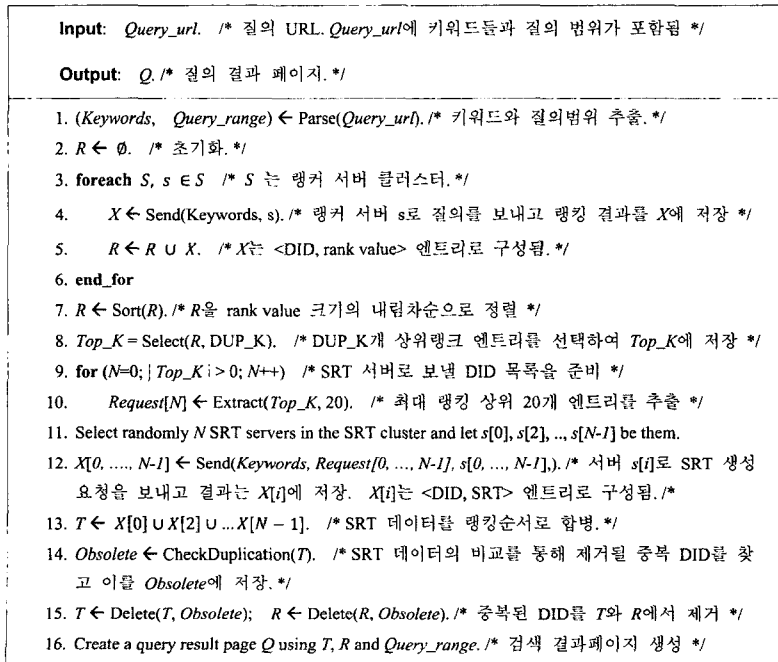 Input: Query_url. /* 질의 URL. Query_url에 키워드들과 질의 범위가 포함됨 */
Output: Q. /* 질의 결과 페이지. */
1. (Keywords, Query_range) ← Parse(Query_url). /* 키워드와 질의범위 추출. */
2. R ← ∅. /* 초기화. */
3. foreach S, s ∈ S /* S 는 랭커 서버 클러스터. */
4. X ← Send(Keywords, s). /* 랭커 서버 s로 질의를 보내고 랭킹 결과를 X에 저장 */
5. R ← R ∪ X. /* X는 <DID, rank value> 엔트리로 구성됨. */
6. end_for
7. R ← Sort(R). /* R을 rank value 크기의 내림차순으로 정렬 */
8. Top_K = Select(R, DUP_K). /* DUP_K개 상위랭크 엔트리를 선택하여 Top_K에 저장 */
9. for (N=0; | Top_K | > 0; N++) /* SRT 서버로 보낼 DID 목록을 준비 */
10. Request[N] ← Extract(Top_K, 20). /* 최대 랭킹 상위 20개 엔트리를 추출 */
11. Select randomly N SRT servers in the SRT cluster and let s[0], s[2], .., s[N-1] be them.
12. X[0, ...., N-1] ← Send(Keywords, Request[0, ..., N-1], s[0, ..., N-1],). /* 서버 s[i]로 SRT 생성
요청을 보내고 결과는 X[i]에 저장. X[i]는 <DID, SRT> 엔트리로 구성됨. /*
13. T ← X[0] ∪ X[2] ∪ ...X[N − 1]. /* SRT 데이터를 랭킹순서로 합병. */
14. Obsolete ← CheckDuplication(T). /* SRT 데이터의 비교를 통해 제거될 중복 DID를 찾
고 이를 Obsolete에 저장. */
15. T ← Delete(T, Obsolete); R ← Delete(R, Obsolete). /* 중복된 DID를 T와 R에서 제거 */
16. Create a query result page Q using T, R and Query_range. /* 검색 결과페이지 생성 */